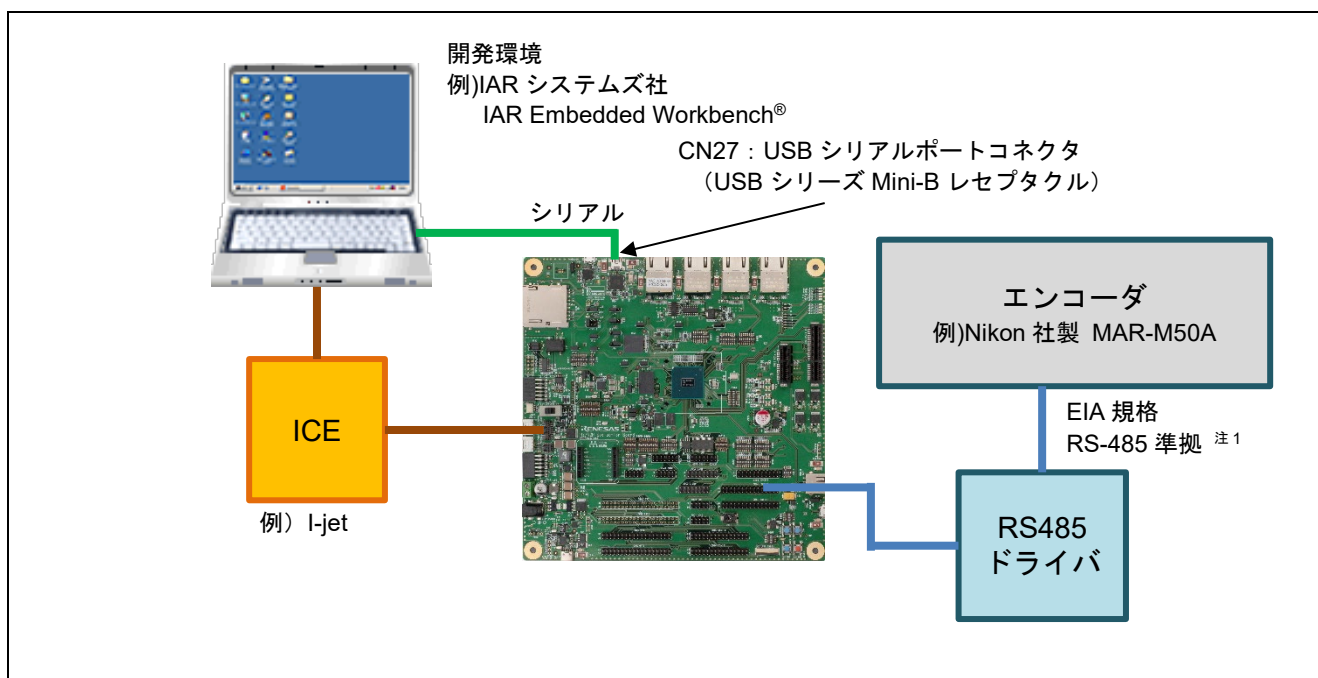 開発環境
例)IAR システムズ社
IAR Embedded Workbench®
CN27：USB シリアルポートコネクタ
（USB シリーズ Mini-B レセプタクル）
シリアル
エンコーダ
例)Nikon 社製 MAR-M50A
ICE
EIA 規格
RS-485 準拠 注 1
例）I-jet
RS485
ドライバ
RENESAS